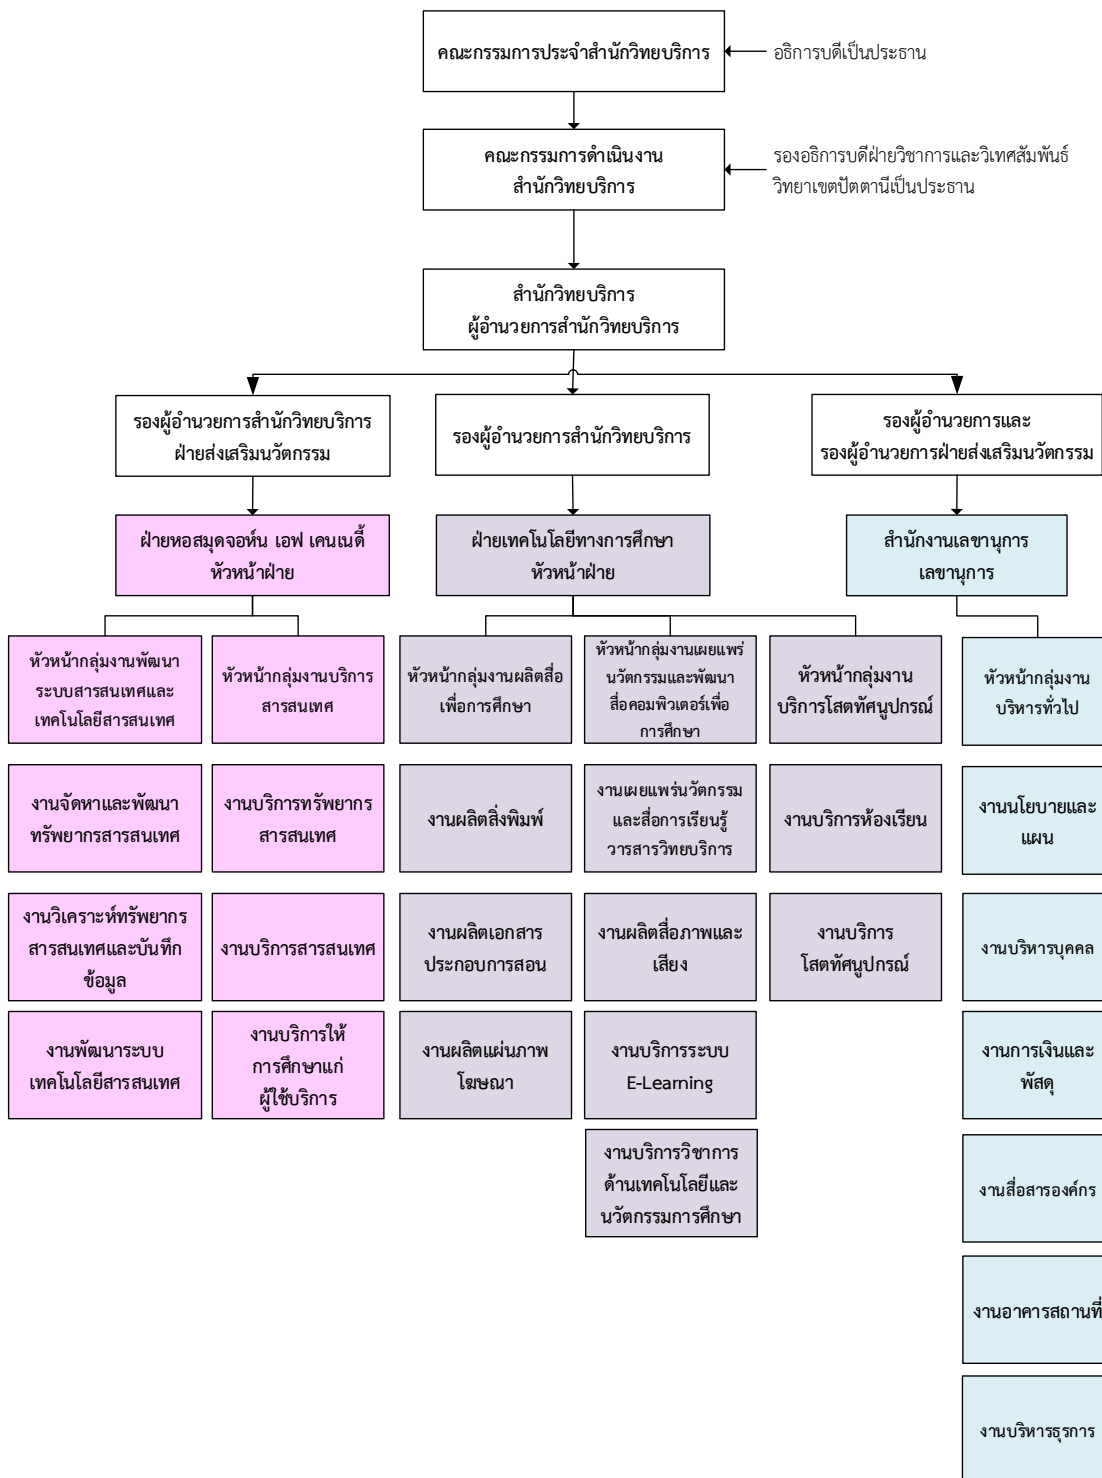 คณะกรรมการประจำสำนักวิทยบริการ
อธิการบดีเป็นประธาน
คณะกรรมการดำเนินงาน
สำนักวิทยบริการ
รองอธิการบดีฝ่ายวิชาการและวิเทศสัมพันธ์
วิทยาเขตปัตตานีเป็นประธาน
สำนักวิทยบริการ
ผู้อำนวยการสำนักวิทยบริการ
รองผู้อำนวยการสำนักวิทยบริการ
ฝ่ายส่งเสริมนวัตกรรม
รองผู้อำนวยการสำนักวิทยบริการ
รองผู้อำนวยการและ
รองผู้อำนวยการฝ่ายส่งเสริมนวัตกรรม
ฝ่ายหอสมุดจอห์น เอฟ เคนเนดี้
หัวหน้าฝ่าย
ฝ่ายเทคโนโลยีทางการศึกษา
หัวหน้าฝ่าย
สำนักงานเลขานุการ
เลขานุการ
หัวหน้ากลุ่มงานพัฒนา
ระบบสารสนเทศและ
เทคโนโลยีสารสนเทศ
หัวหน้ากลุ่มงานบริการ
สารสนเทศ
หัวหน้ากลุ่มงานผลิตสื่อ
เพื่อการศึกษา
หัวหน้ากลุ่มงานเผยแพร่
นวัตกรรมและพัฒนา
สื่อคอมพิวเตอร์เพื่อ
การศึกษา
หัวหน้ากลุ่มงาน
บริการโสตทัศนูปกรณ์
หัวหน้ากลุ่มงาน
บริหารทั่วไป
งานจัดหาและพัฒนา
ทรัพยากรสารสนเทศ
งานบริการทรัพยากร
สารสนเทศ
งานผลิตสิ่งพิมพ์
งานเผยแพร่นวัตกรรม
และสื่อการเรียนรู้
วารสารวิทยบริการ
งานบริการห้องเรียน
งานนโยบายและ
แผน
งานวิเคราะห์ทรัพยากร
สารสนเทศและบันทึก
ข้อมูล
งานบริการสารสนเทศ
งานผลิตเอกสาร
ประกอบการสอน
งานผลิตสื่อภาพและ
เสียง
งานบริการ
โสตทัศนูปกรณ์
งานบริหารบุคคล
งานพัฒนาระบบ
เทคโนโลยีสารสนเทศ
งานบริการให้
การศึกษาแก่
ผู้ใช้บริการ
งานผลิตแผ่นภาพ
โฆษณา
งานบริการระบบ
E-Learning
งานการเงินและ
พัสดุ
งานบริการวิชาการ
ด้านเทคโนโลยีและ
นวัตกรรมการศึกษา
งานสื่อสารองค์กร
งานอาคารสถานที่
งานบริหารธุรการ